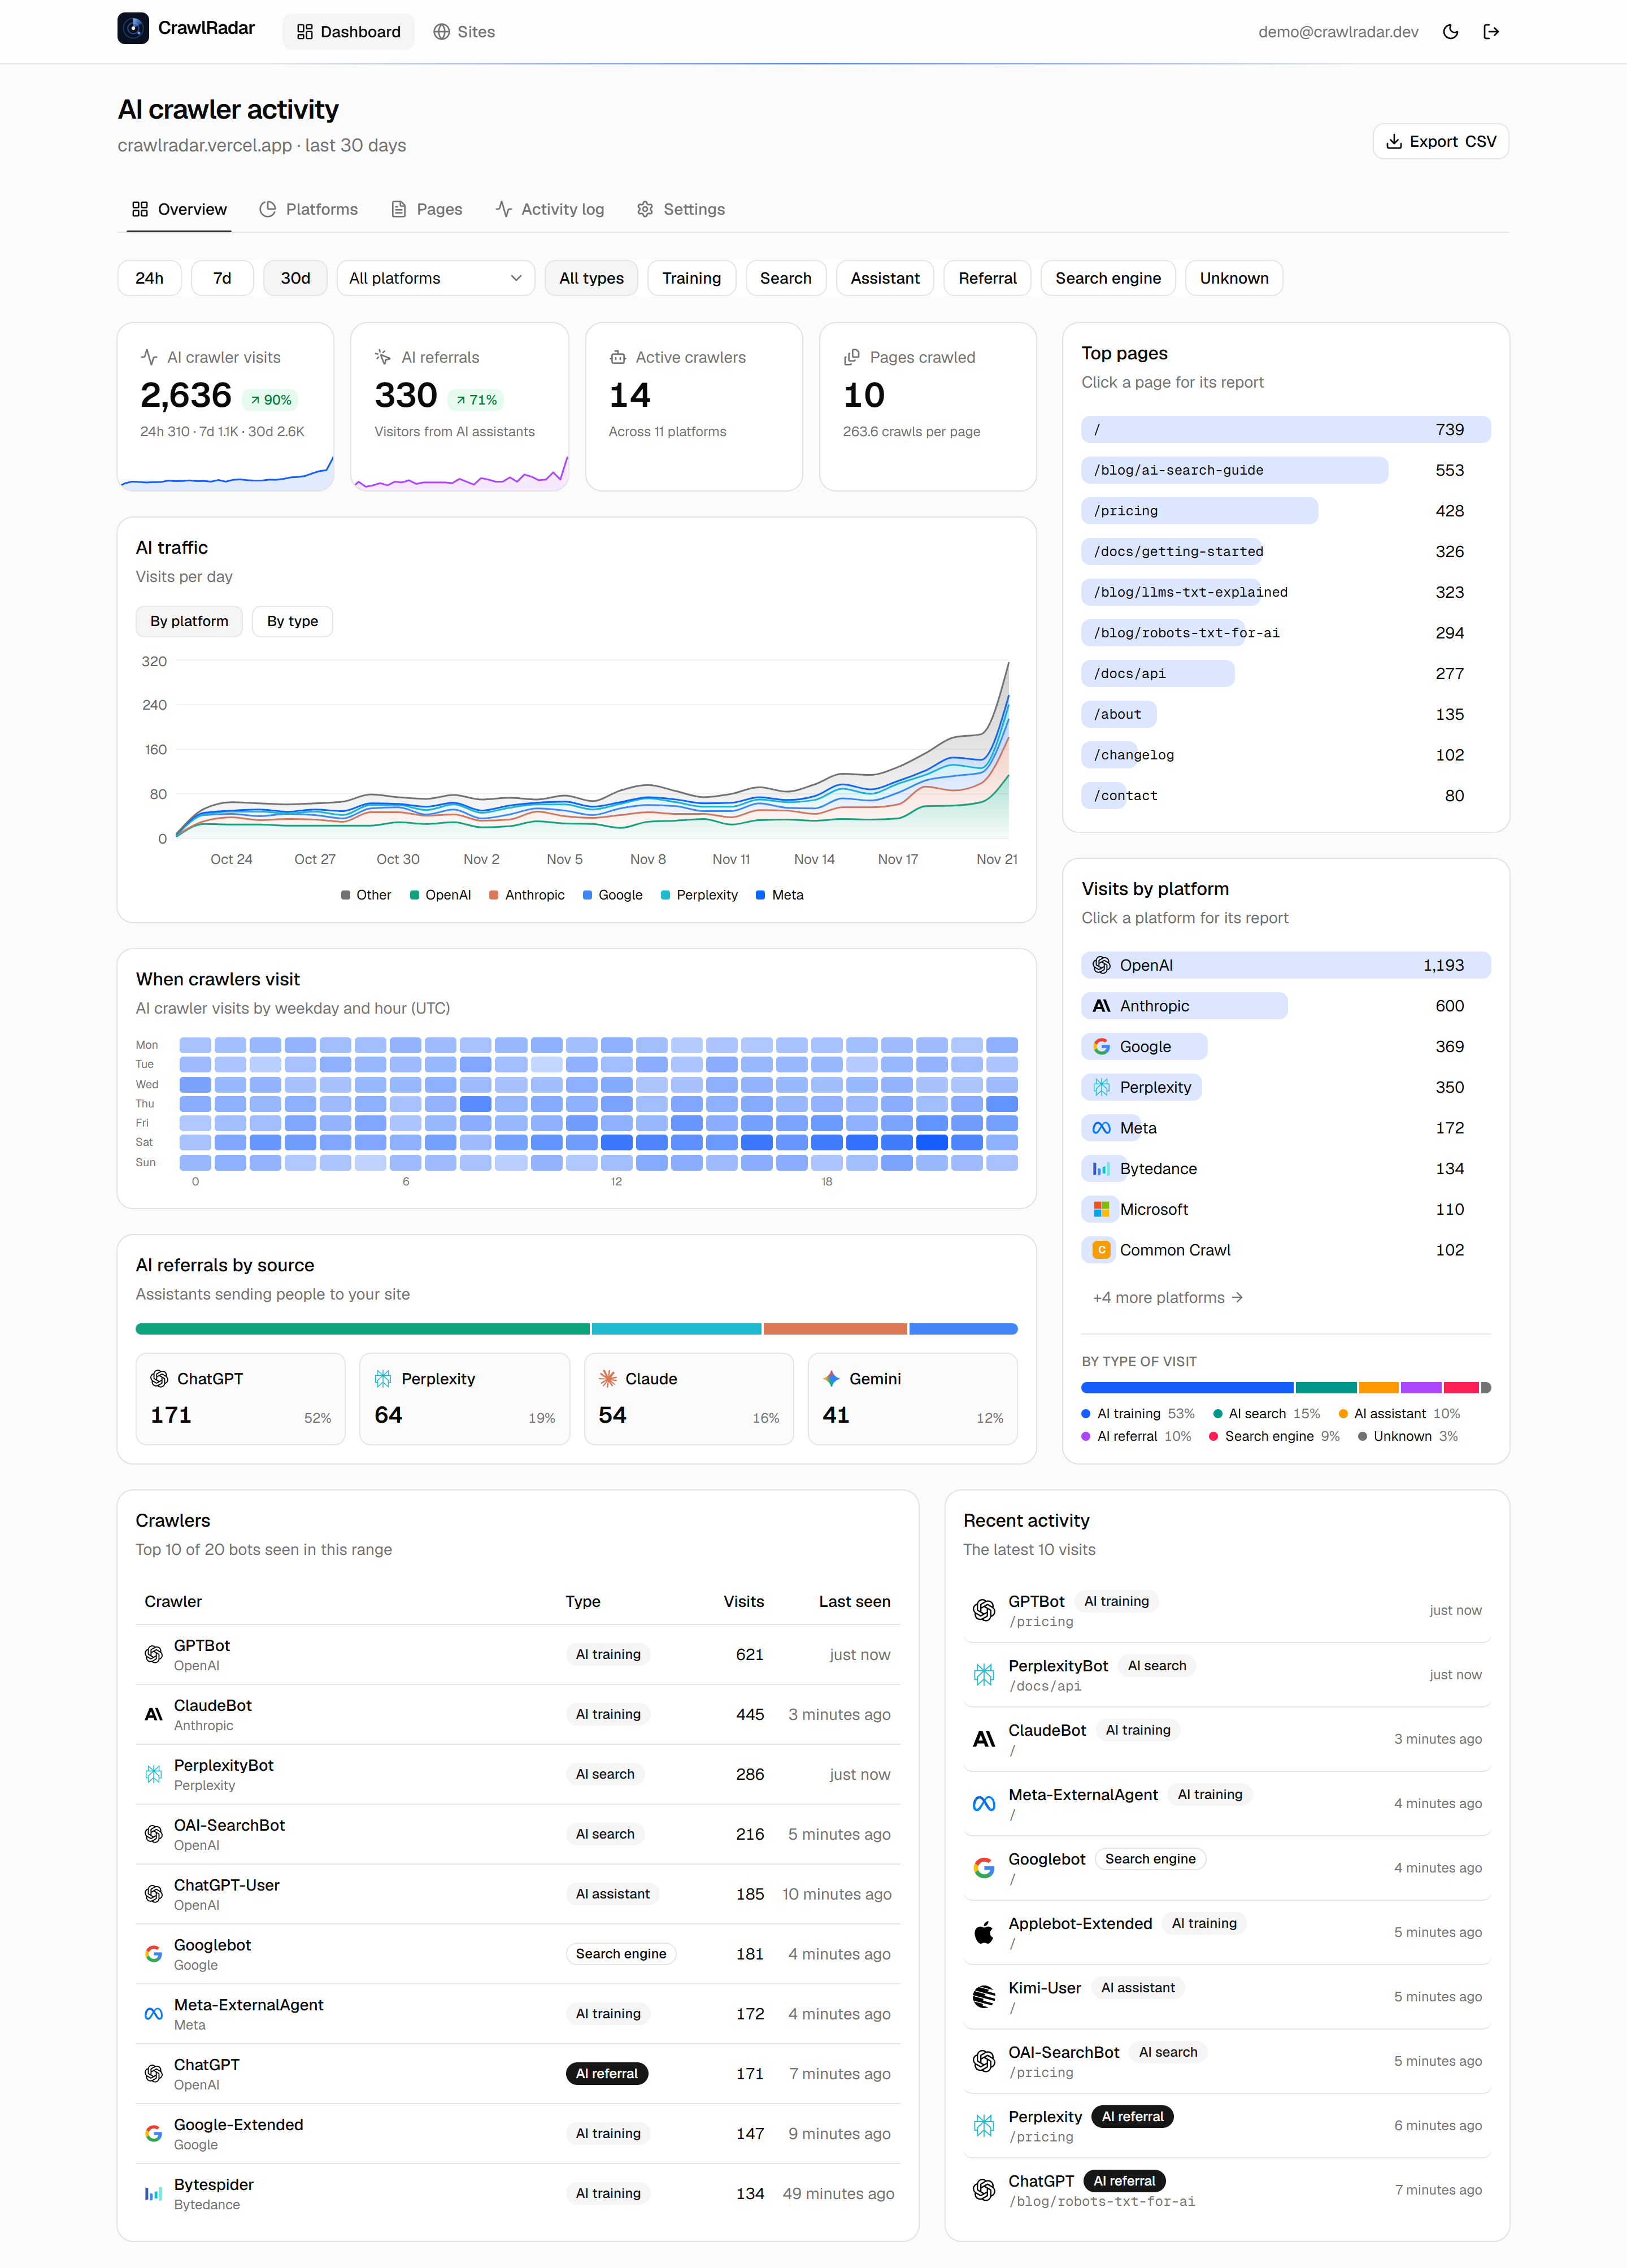 CrawlRadar
Dashboard
Sites
demo@crawlradar.dev
AI crawler activity
crawlradar.vercel.app · last 30 days
Export CSV
Overview
Platforms
Pages
Activity log
Settings
24h
7d
30d
All platforms
All types
Training
Search
Assistant
Referral
Search engine
Unknown
AI crawler visits
2,636
90%
24h 310 · 7d 1.1K · 30d 2.6K
AI referrals
330
71%
Visitors from AI assistants
Active crawlers
14
Across 11 platforms
Pages crawled
10
263.6 crawls per page
Top pages
Click a page for its report
/ 739
/blog/ai-search-guide 553
/pricing 428
/docs/getting-started 326
/blog/llms-txt-explained 323
/blog/robots-txt-for-ai 294
/docs/api 277
/about 135
/changelog 102
/contact 80
AI traffic
Visits per day
By platform
By type
320
240
160
80
0
Oct 24 Oct 27 Oct 30 Nov 2 Nov 5 Nov 8 Nov 11 Nov 14 Nov 17 Nov 21
Other OpenAI Anthropic Google Perplexity Meta
Visits by platform
Click a platform for its report
OpenAI 1,193
Anthropic 600
Google 369
Perplexity 350
Meta 172
Bytedance 134
Microsoft 110
C Common Crawl 102
+4 more platforms →
BY TYPE OF VISIT
AI training 53% AI search 15% AI assistant 10%
AI referral 10% Search engine 9% Unknown 3%
When crawlers visit
AI crawler visits by weekday and hour (UTC)
Mon
Tue
Wed
Thu
Fri
Sat
Sun
0 6 12 18
AI referrals by source
Assistants sending people to your site
ChatGPT
171 52%
Perplexity
64 19%
Claude
54 16%
Gemini
41 12%
Crawlers
Top 10 of 20 bots seen in this range
Crawler Type Visits Last seen
GPTBot
OpenAI
AI training 621 just now
ClaudeBot
Anthropic
AI training 445 3 minutes ago
PerplexityBot
Perplexity
AI search 286 just now
OAI-SearchBot
OpenAI
AI search 216 5 minutes ago
ChatGPT-User
OpenAI
AI assistant 185 10 minutes ago
Googlebot
Google
Search engine 181 4 minutes ago
Meta-ExternalAgent
Meta
AI training 172 4 minutes ago
ChatGPT
OpenAI
AI referral 171 7 minutes ago
Google-Extended
Google
AI training 147 9 minutes ago
Bytespider
Bytedance
AI training 134 49 minutes ago
Recent activity
The latest 10 visits
GPTBot AI training
/pricing
just now
PerplexityBot AI search
/docs/api
just now
ClaudeBot AI training
/
3 minutes ago
Meta-ExternalAgent AI training
/
4 minutes ago
Googlebot Search engine
/
4 minutes ago
Applebot-Extended AI training
/
5 minutes ago
Kimi-User AI assistant
/
5 minutes ago
OAI-SearchBot AI search
/pricing
5 minutes ago
Perplexity AI referral
/pricing
6 minutes ago
ChatGPT AI referral
/blog/robots-txt-for-ai
7 minutes ago